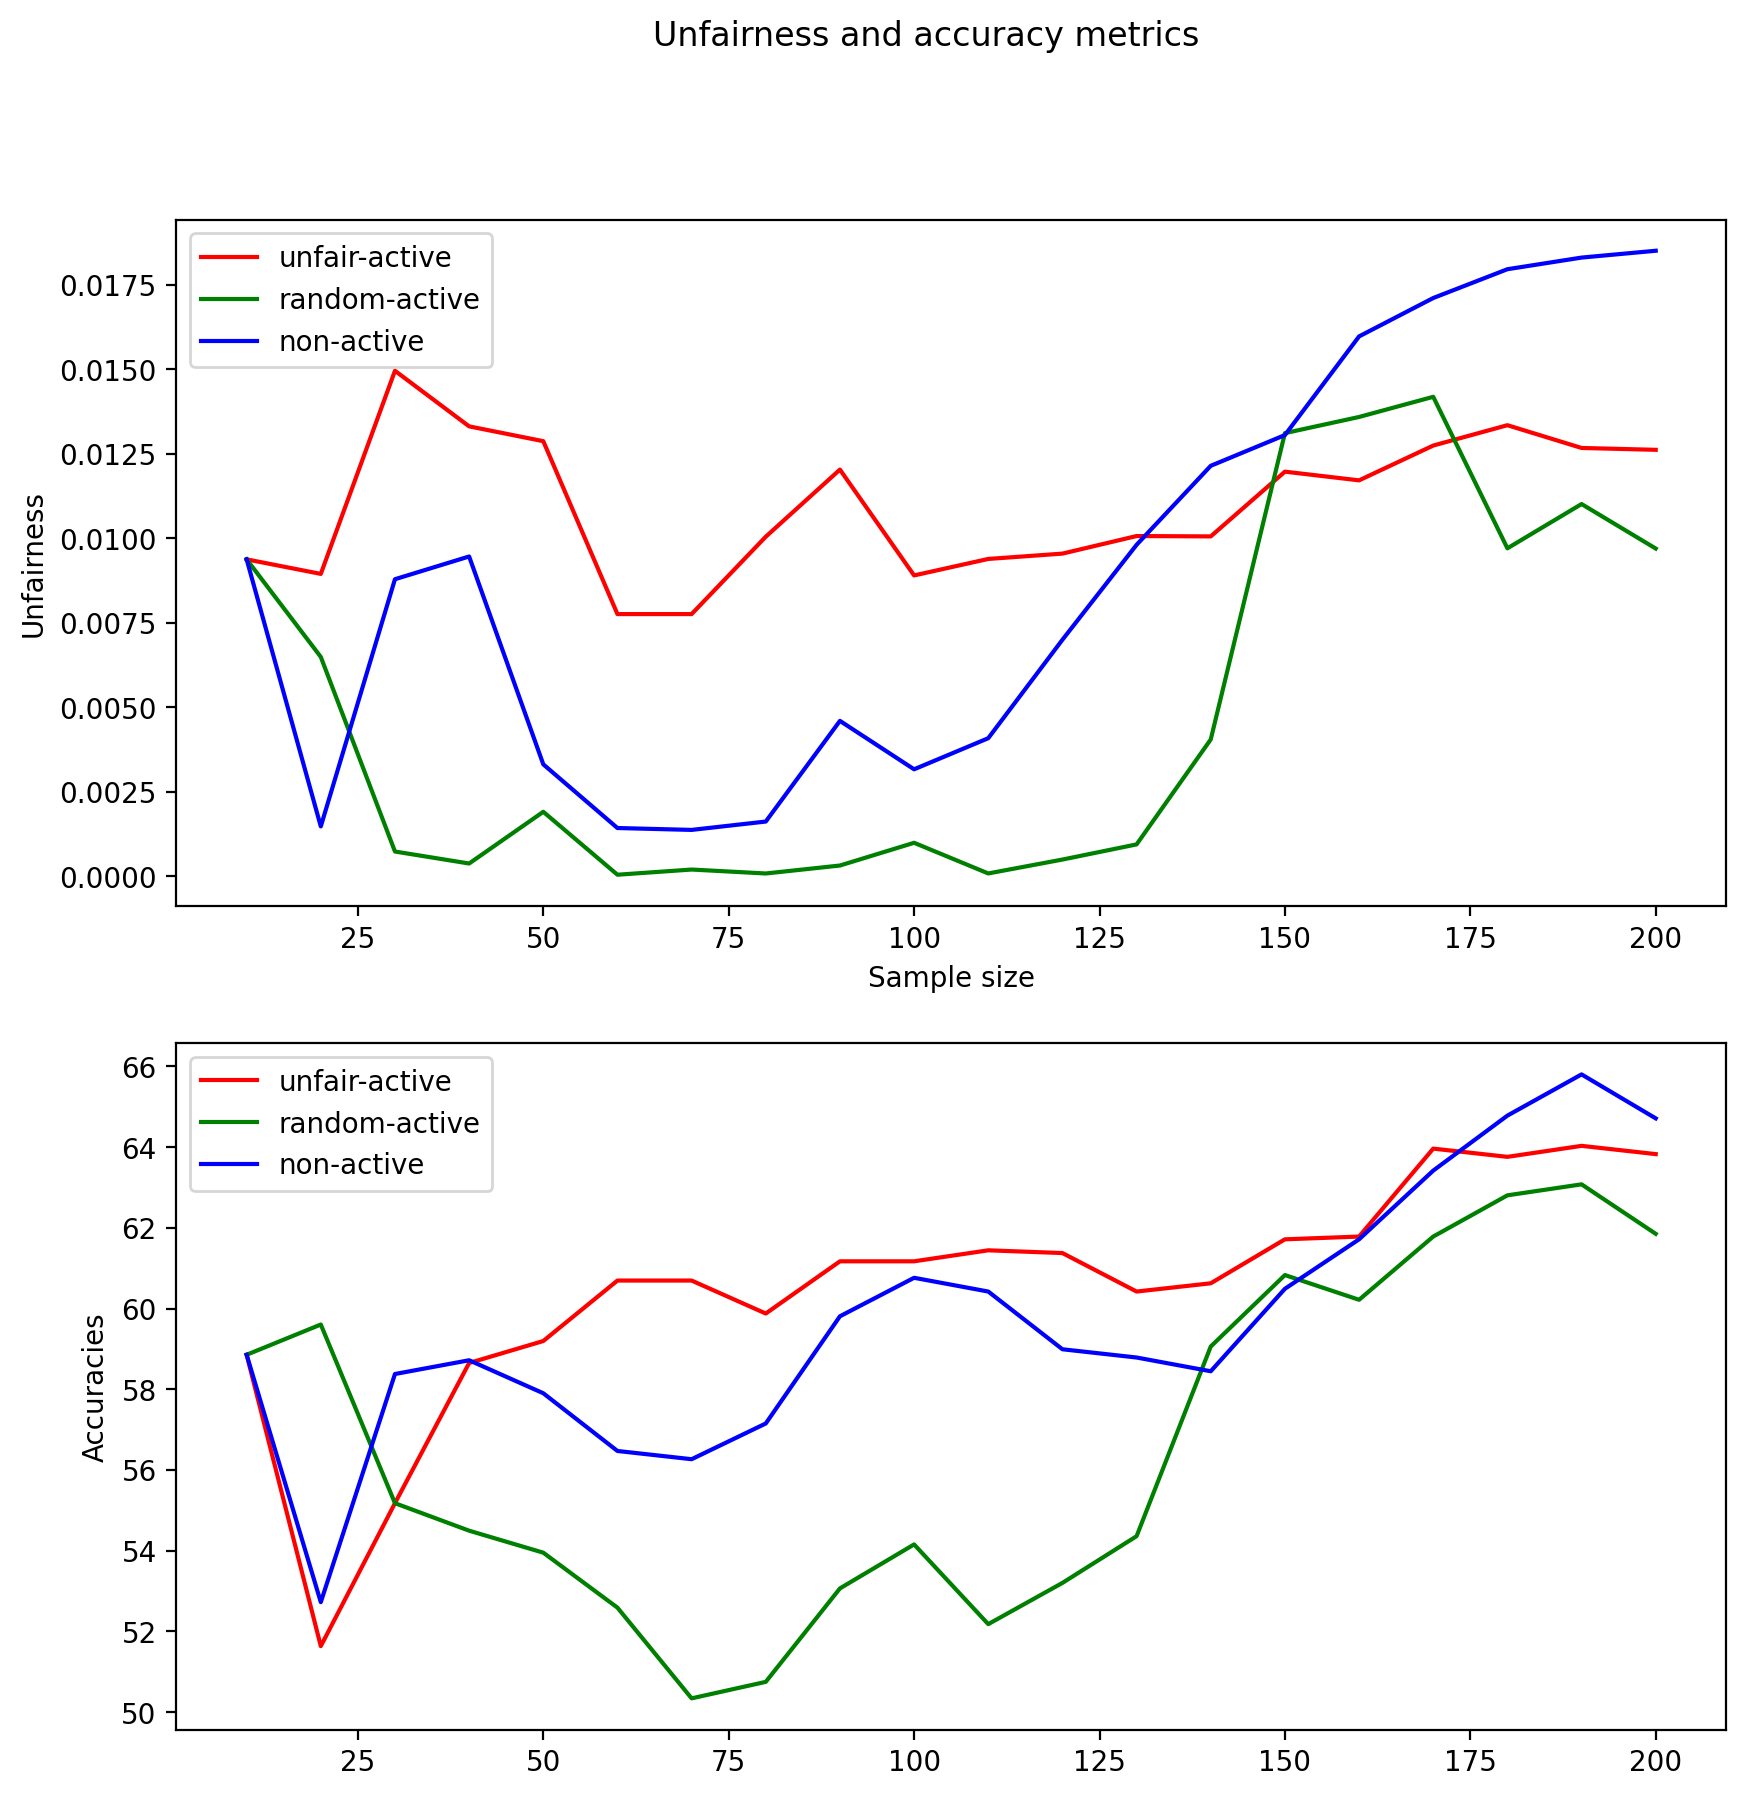 Unfairness and accuracy metrics
unfair-active
random-active
non-active
0.0175
0.0150
0.0125
0.0100
0.0075
0.0050
0.0025
0.0000
Unfairness
25 50 75 100 125 150 175 200
Sample size
unfair-active
random-active
non-active
66
64
62
60
58
56
54
52
50
Accuracies
25 50 75 100 125 150 175 200